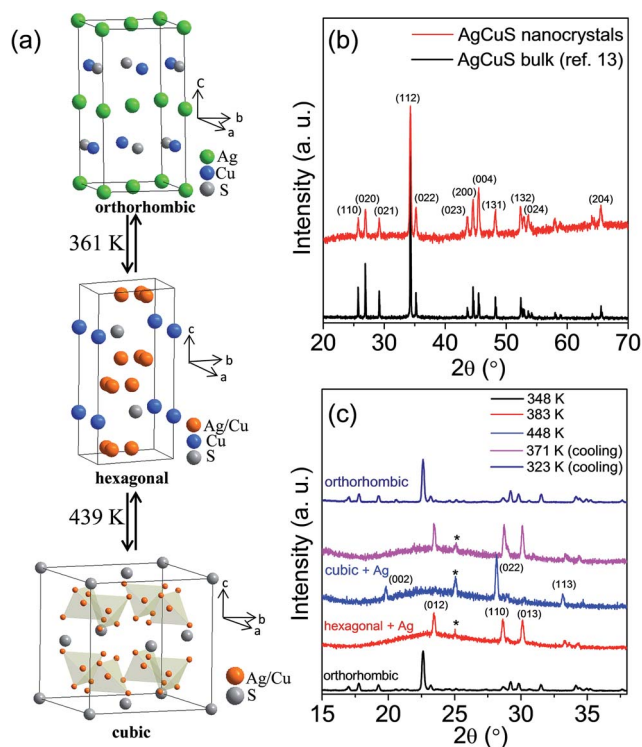 (a)
c
b
a
Ag
Cu
S
orthorhombic
361 K
c
b
a
Ag/Cu
Cu
S
hexagonal
439 K
c
b
a
Ag/Cu
S
cubic
(b)
AgCuS nanocrystals
AgCuS bulk (ref. 13)
(112)
(004)
(200)
(020)
(022)
(132)
(204)
(110)
(021)
(023)
(131)
(024)
Intensity (a. u.)
20 30 40 50 60 70
2θ (°)
(c)
348 K
383 K
448 K
371 K (cooling)
323 K (cooling)
orthorhombic
*
cubic + Ag
(002)
*
(022)
(113)
hexagonal + Ag
(012)
*
(110)
(013)
orthorhombic
Intensity (a. u.)
15 20 25 30 35
2θ (°)